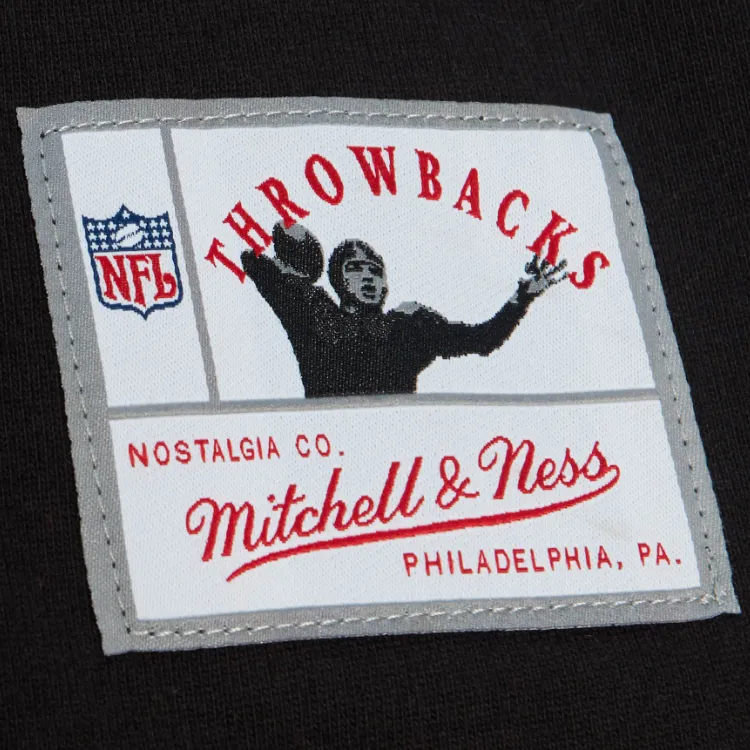 THROWBACKS
NFL
NOSTALGIA CO.
Mitchell & Ness
PHILADELPHIA, PA.